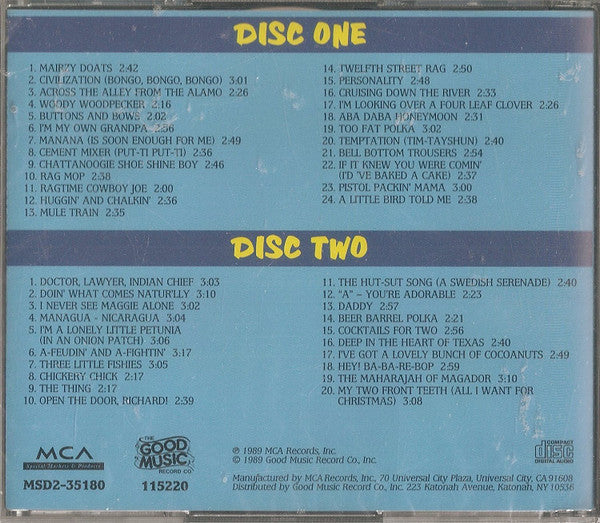 DISC ONE
1. MAIRZY DOATS 2:42
2. CIVILIZATION (BONGO, BONGO, BONGO) 3:01
3. ACROSS THE ALLEY FROM THE ALAMO 2:26
4. WOODY WOODPECKER 2:16
5. BUTTONS AND BOWS 2:02
6. I'M MY OWN GRANDPA 2:56
7. MANANA (IS SOON ENOUGH FOR ME) 2:49
8. CEMENT MIXER (PUT-TI PUT-TI) 2:36
9. CHATTANOOGIE SHOE SHINE BOY 2:46
10. RAG MOP 2:38
11. RAGTIME COWBOY JOE 2:00
12. HUGGIN' AND CHALKIN' 2:36
13. MULE TRAIN 2:35
14. TWELFTH STREET RAG 2:50
15. PERSONALITY 2:48
16. CRUISING DOWN THE RIVER 2:33
17. I'M LOOKING OVER A FOUR LEAF CLOVER 2:26
18. ABA DABA HONEYMOON 2:31
19. TOO FAT POLKA 3:02
20. TEMPTATION (TIM-TAYSHUN) 2:40
21. BELL BOTTOM TROUSERS 2:54
22. IF IT KNEW YOU WERE COMIN'
(I'D 'VE BAKED A CAKE) 2:37
23. PISTOL PACKIN' MAMA 3:00
24. A LITTLE BIRD TOLD ME 2:38
DISC TWO
1. DOCTOR, LAWYER, INDIAN CHIEF 3:03
2. DOIN' WHAT COMES NATUR'LLY 3:10
3. I NEVER SEE MAGGIE ALONE 3:02
4. MANAGUA - NICARAGUA 3:04
5. I'M A LONELY LITTLE PETUNIA
(IN AN ONION PATCH) 3:06
6. A-FEUDIN' AND A-FIGHTIN' 3:17
7. THREE LITTLE FISHIES 3:05
8. CHICKERY CHICK 2:17
9. THE THING 2:17
10. OPEN THE DOOR, RICHARD! 2:39
11. THE HUT-SUT SONG (A SWEDISH SERENADE) 2:40
12. "A" – YOU'RE ADORABLE 2:23
13. DADDY 2:57
14. BEER BARREL POLKA 2:21
15. COCKTAILS FOR TWO 2:56
16. DEEP IN THE HEART OF TEXAS 2:40
17. I'VE GOT A LOVELY BUNCH OF COCOANUTS 2:49
18. HEY! BA-BA-RE-BOP 2:59
19. THE MAHARAJAH OF MAGADOR 3:10
20. MY TWO FRONT TEETH (ALL I WANT FOR
CHRISTMAS) 3:08
MCA
Special Markets & Products
MSD2-35180
THE
GOOD
MUSIC
RECORD CO.
115220
℗ 1989 MCA Records, Inc.
© 1989 Good Music Record Co., Inc.
COMPACT
disc
DIGITAL AUDIO
Manufactured by MCA Records, Inc., 70 Universal City Plaza, Universal City, CA 91608
Distributed by Good Music Record Co., Inc. 223 Katonah Avenue, Katonah, NY 10536